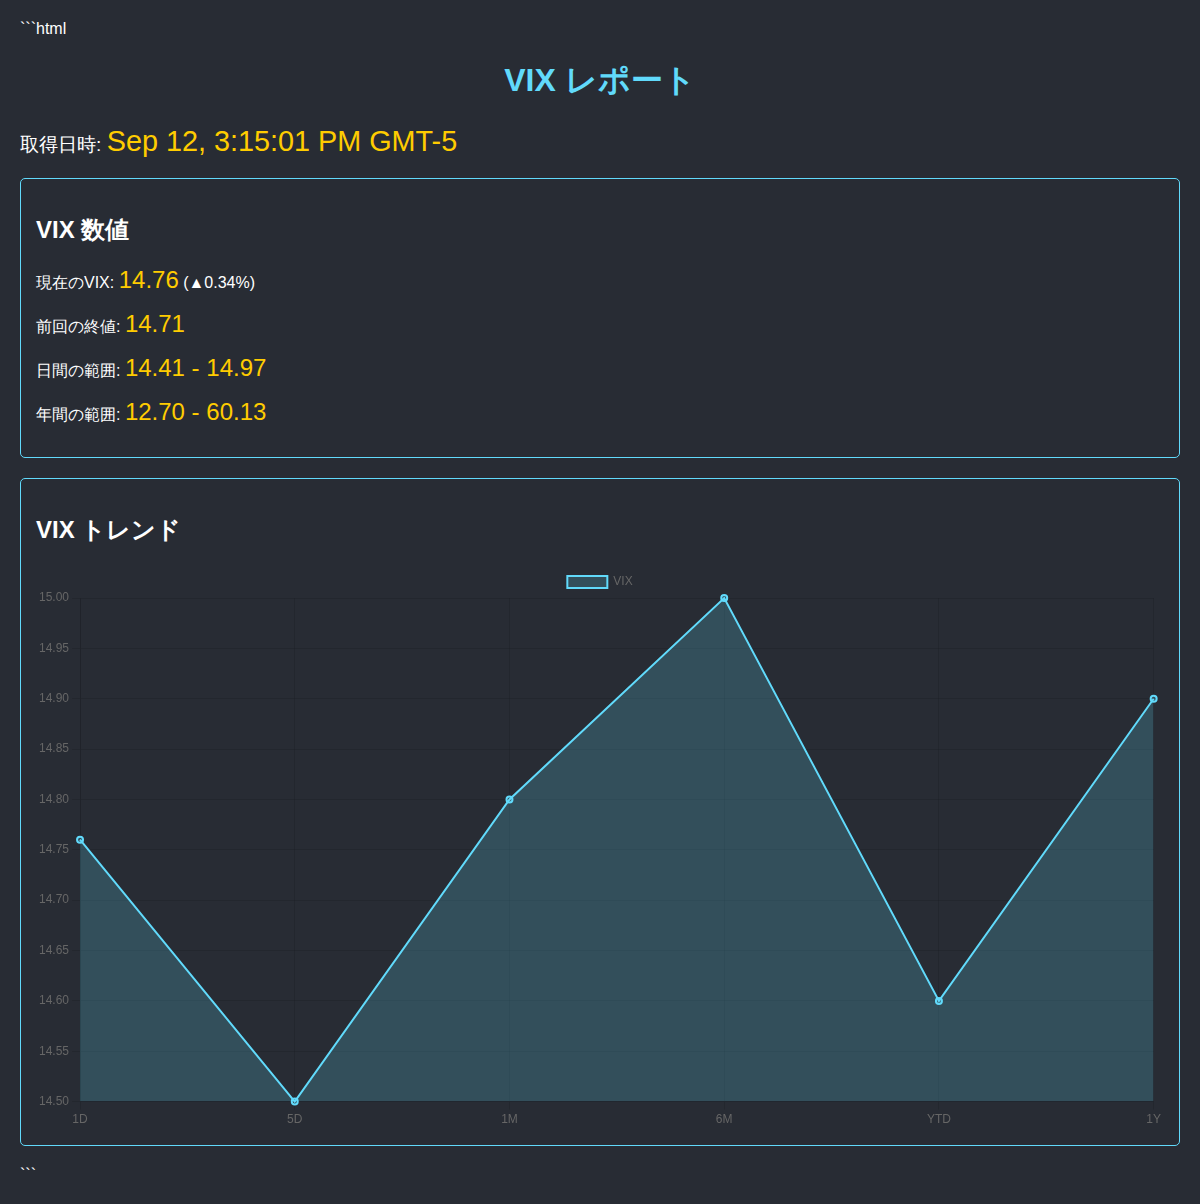 ```html
VIX レポート
取得日時: Sep 12, 3:15:01 PM GMT-5
VIX 数値
現在のVIX: 14.76 (▲0.34%)
前回の終値: 14.71
日間の範囲: 14.41 - 14.97
年間の範囲: 12.70 - 60.13
VIX トレンド
VIX
15.00
14.95
14.90
14.85
14.80
14.75
14.70
14.65
14.60
14.55
14.50
1D 5D 1M 6M YTD 1Y
```